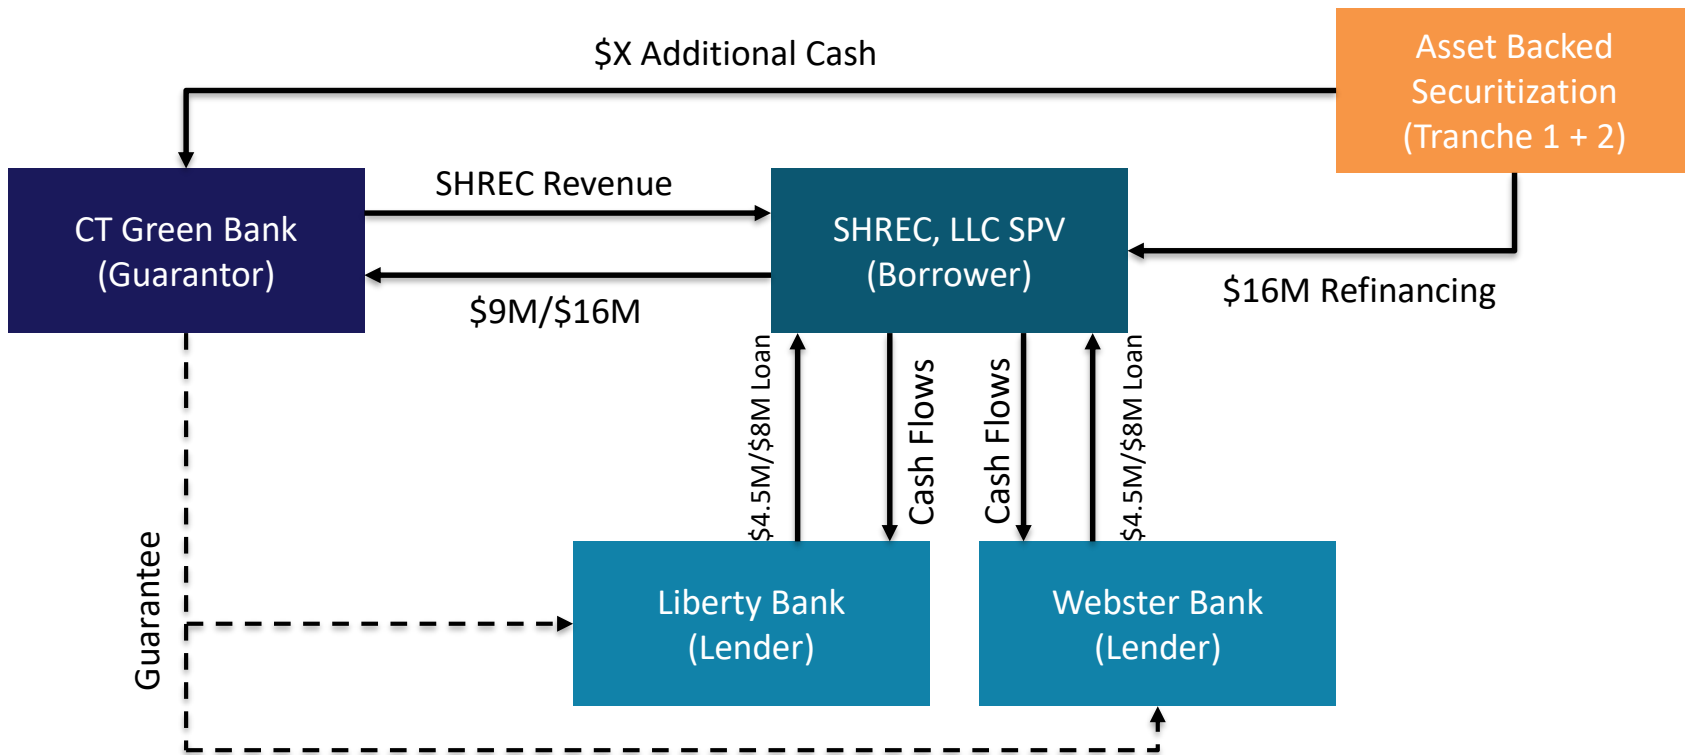 $X Additional Cash
Asset Backed
Securitization
(Tranche 1 + 2)
CT Green Bank
(Guarantor)
SHREC Revenue
$9M/$16M
SHREC, LLC SPV
(Borrower)
$16M Refinancing
$4.5M/$8M Loan
Cash Flows
Cash Flows
$4.5M/$8M Loan
Guarantee
Liberty Bank
(Lender)
Webster Bank
(Lender)